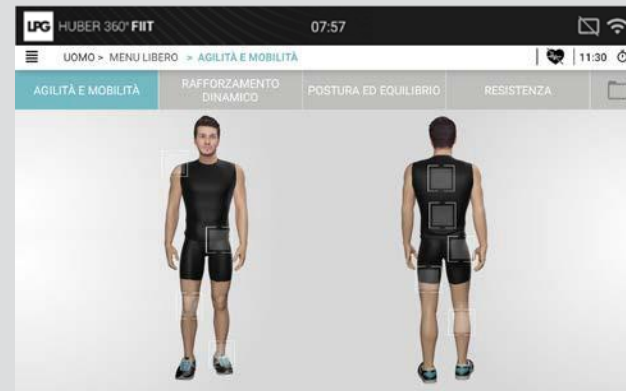 LPG HUBER 360° FIIT 07:57
UOMO > MENU LIBERO > AGILITÀ E MOBILITÀ 11:30
AGILITÀ E MOBILITÀ
RAFFORZAMENTO
DINAMICO
POSTURA ED EQUILIBRIO
RESISTENZA